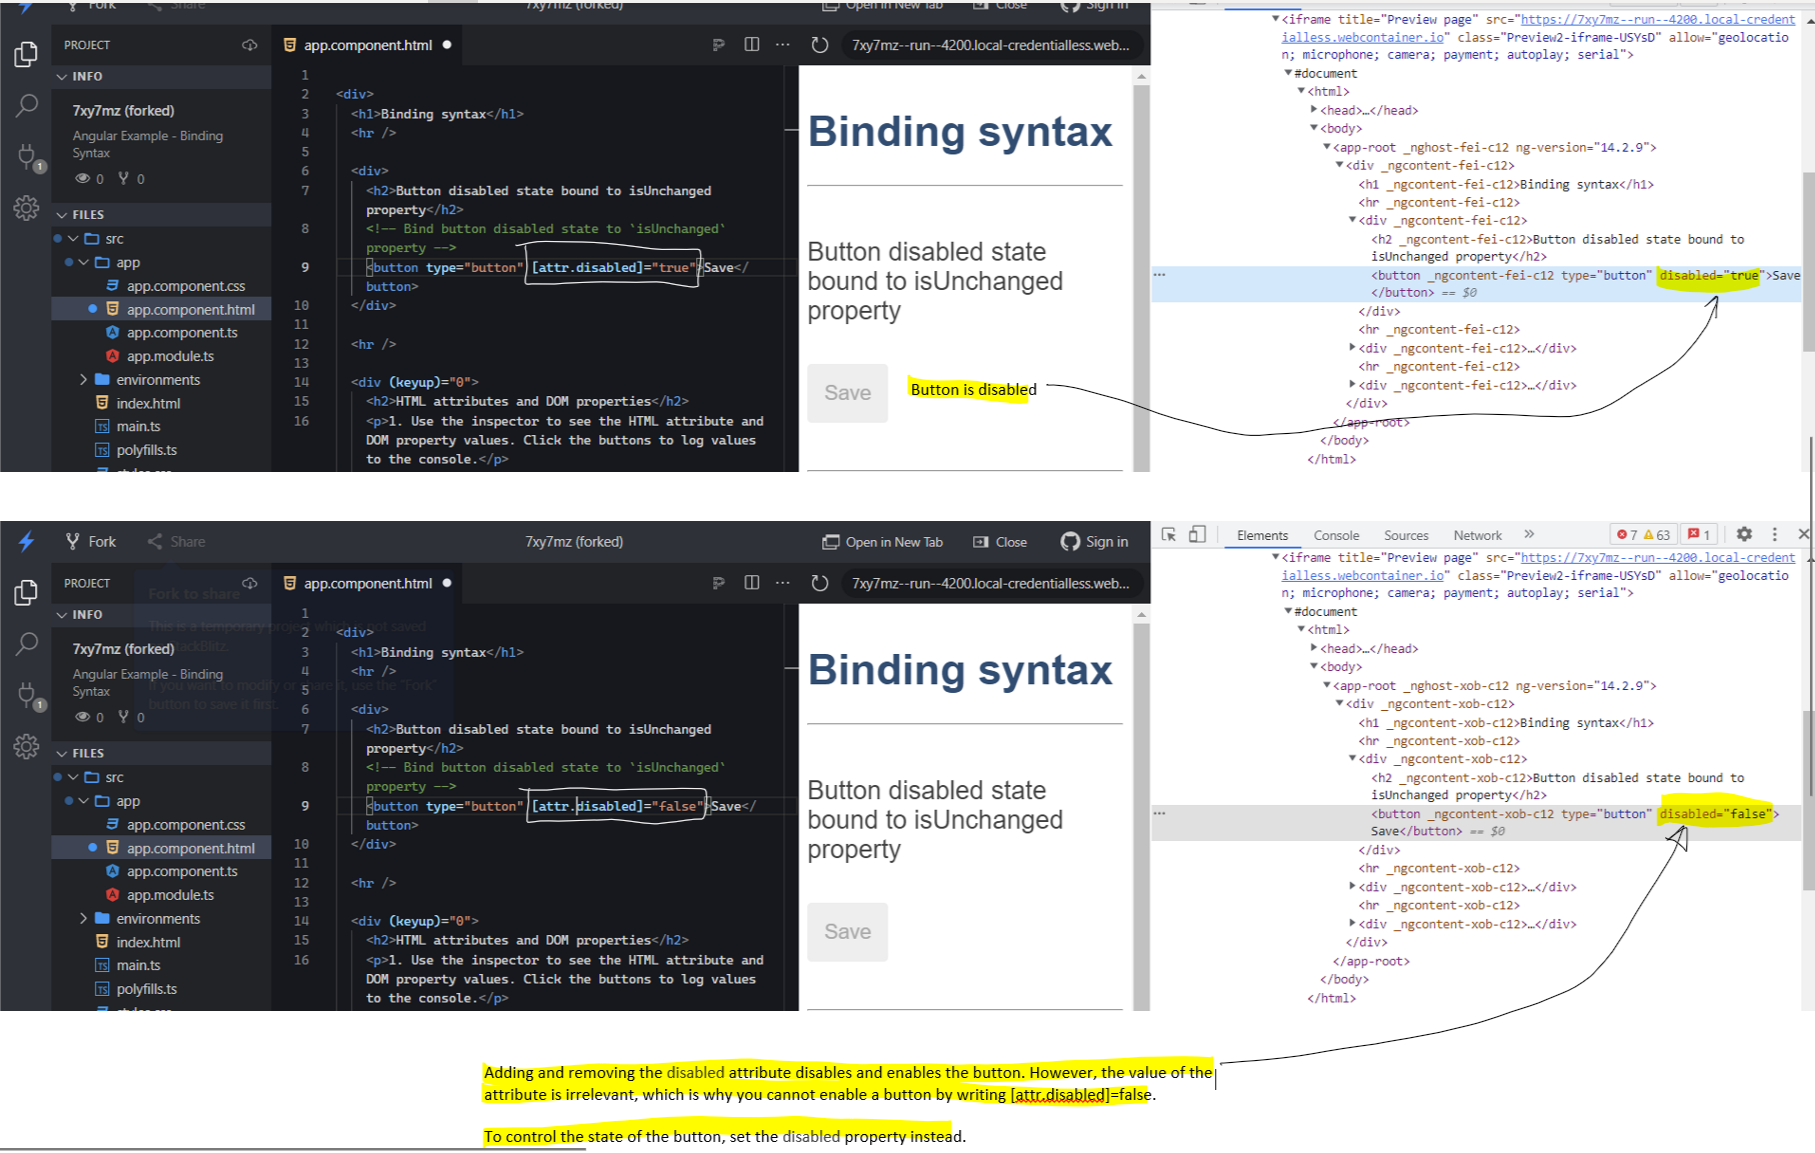 Fork
Share
7xy7mz (forked)
Open in New Tab
Close
Sign in
PROJECT
INFO
7xy7mz (forked)
Angular Example - Binding
Syntax
0 0
1
FILES
src
app
app.component.css
app.component.html
app.component.ts
app.module.ts
environments
index.html
main.ts
polyfills.ts
app.component.html
7xy7mz--run--4200.local-credentialless.web...
1
2 <div>
3 <h1>Binding syntax</h1>
4 <hr />
5
6 <div>
7 <h2>Button disabled state bound to isUnchanged
property</h2>
8 <!-- Bind button disabled state to `isUnchanged`
property -->
9 <button type="button" [attr.disabled]="true">Save</
button>
10 </div>
11
12 <hr />
13
14 <div (keyup)="0">
15 <h2>HTML attributes and DOM properties</h2>
16 <p>1. Use the inspector to see the HTML attribute and
DOM property values. Click the buttons to log values
to the console.</p>
Binding syntax
Button disabled state
bound to isUnchanged
property
Save
Button is disabled
<iframe title="Preview page" src="https://7xy7mz--run--4200.local-credent
ialless.webcontainer.io" class="Preview2-iframe-USYsD" allow="geolocatio
n; microphone; camera; payment; autoplay; serial">
#document
<html>
<head>…</head>
<body>
<app-root _nghost-fei-c12 ng-version="14.2.9">
<div _ngcontent-fei-c12>
<h1 _ngcontent-fei-c12>Binding syntax</h1>
<hr _ngcontent-fei-c12>
<div _ngcontent-fei-c12>
<h2 _ngcontent-fei-c12>Button disabled state bound to
isUnchanged property</h2>
<button _ngcontent-fei-c12 type="button" disabled="true">Save
</button> == $0
</div>
<hr _ngcontent-fei-c12>
<div _ngcontent-fei-c12>…</div>
<hr _ngcontent-fei-c12>
<div _ngcontent-fei-c12>…</div>
</div>
</app-root>
</body>
</html>
Fork
Share
7xy7mz (forked)
Open in New Tab
Close
Sign in
PROJECT
Fork to share
This is a temporary project which is not saved
If you want to modify or share it, use the "Fork"
button to save it first.
INFO
7xy7mz (forked)
Angular Example - Binding
Syntax
0 0
1
FILES
src
app
app.component.css
app.component.html
app.component.ts
app.module.ts
environments
index.html
main.ts
polyfills.ts
app.component.html
7xy7mz--run--4200.local-credentialless.web...
1
2 <div>
3 <h1>Binding syntax</h1>
4 <hr />
5
6 <div>
7 <h2>Button disabled state bound to isUnchanged
property</h2>
8 <!-- Bind button disabled state to `isUnchanged`
property -->
9 <button type="button" [attr.disabled]="false">Save</
button>
10 </div>
11
12 <hr />
13
14 <div (keyup)="0">
15 <h2>HTML attributes and DOM properties</h2>
16 <p>1. Use the inspector to see the HTML attribute and
DOM property values. Click the buttons to log values
to the console.</p>
Binding syntax
Button disabled state
bound to isUnchanged
property
Save
Elements Console Sources Network » 7 63 1
<iframe title="Preview page" src="https://7xy7mz--run--4200.local-credent
ialless.webcontainer.io" class="Preview2-iframe-USYsD" allow="geolocatio
n; microphone; camera; payment; autoplay; serial">
#document
<html>
<head>…</head>
<body>
<app-root _nghost-xob-c12 ng-version="14.2.9">
<div _ngcontent-xob-c12>
<h1 _ngcontent-xob-c12>Binding syntax</h1>
<hr _ngcontent-xob-c12>
<div _ngcontent-xob-c12>
<h2 _ngcontent-xob-c12>Button disabled state bound to
isUnchanged property</h2>
<button _ngcontent-xob-c12 type="button" disabled="false">
Save</button> == $0
</div>
<hr _ngcontent-xob-c12>
<div _ngcontent-xob-c12>…</div>
<hr _ngcontent-xob-c12>
<div _ngcontent-xob-c12>…</div>
</div>
</app-root>
</body>
</html>
Adding and removing the disabled attribute disables and enables the button. However, the value of the
attribute is irrelevant, which is why you cannot enable a button by writing [attr.disabled]=false.
To control the state of the button, set the disabled property instead.